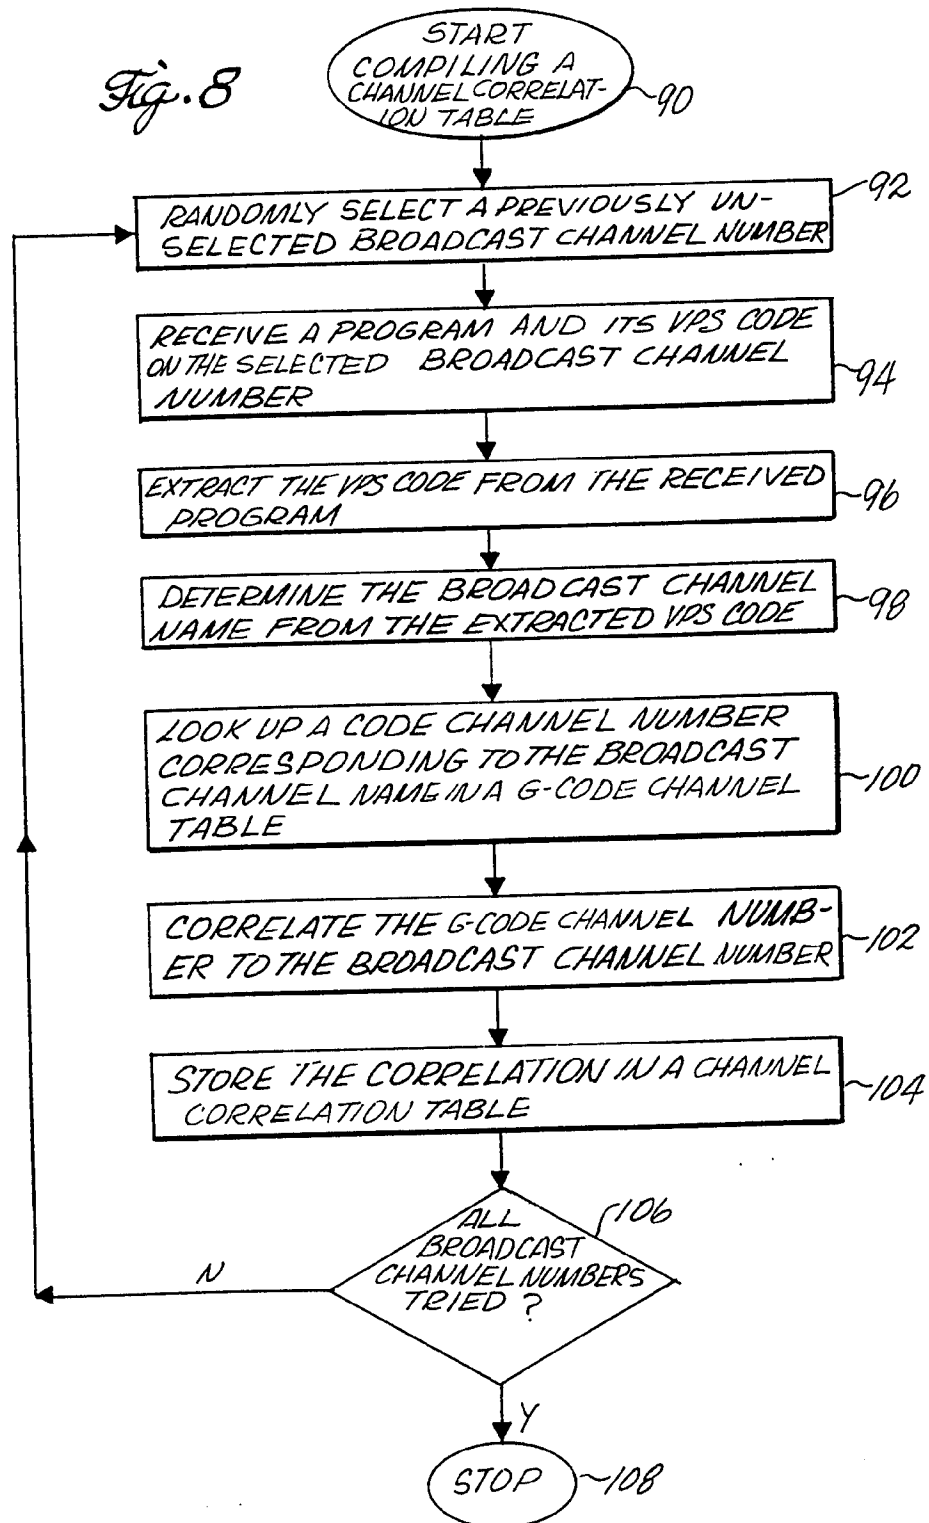 Fig. 8
START
COMPILING A
CHANNEL CORRELAT-
ION TABLE
90
RANDOMLY SELECT A PREVIOUSLY UN-
SELECTED BROADCAST CHANNEL NUMBER
92
RECEIVE A PROGRAM AND ITS VPS CODE
ON THE SELECTED BROADCAST CHANNEL
NUMBER
94
EXTRACT THE VPS CODE FROM THE RECEIVED
PROGRAM
96
DETERMINE THE BROADCAST CHANNEL
NAME FROM THE EXTRACTED VPS CODE
98
LOOK UP A CODE CHANNEL NUMBER
CORRESPONDING TO THE BROADCAST
CHANNEL NAME IN A G-CODE CHANNEL
TABLE
100
CORRELATE THE G-CODE CHANNEL NUMB-
ER TO THE BROADCAST CHANNEL NUMBER
102
STORE THE CORRELATION IN A CHANNEL
CORRELATION TABLE
104
ALL
BROADCAST
CHANNEL NUMBERS
TRIED ?
106
N
Y
STOP
108